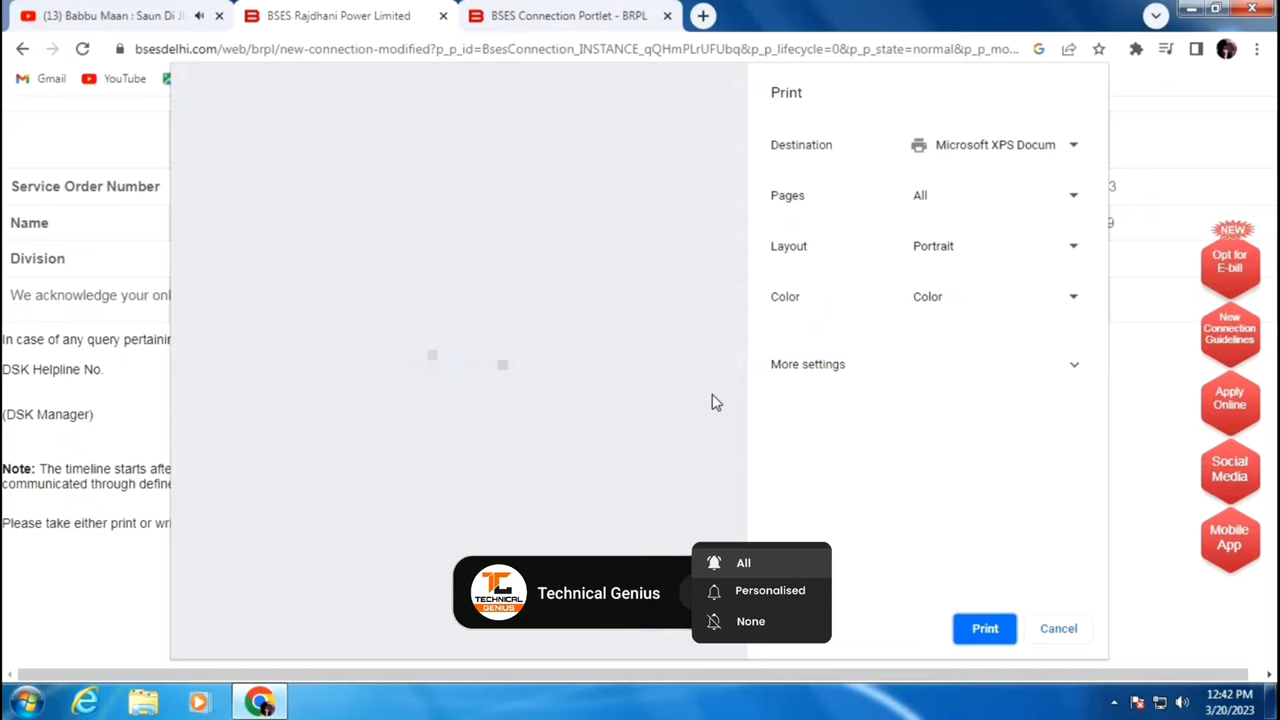 (13) Babbu Maan : Saun Di Ji
BSES Rajdhani Power Limited
BSES Connection Portlet - BRPL
bsesdelhi.com/web/brpl/new-connection-modified?p_p_id=BsesConnection_INSTANCE_qQHmPLrUFUbq&p_p_lifecycle=0&p_p_state=normal&p_p_mo...
Gmail
YouTube
Print
Destination
Microsoft XPS Docum
Pages
All
Layout
Portrait
Color
Color
More settings
Print
Cancel
Service Order Number
3
Name
9
Division
We acknowledge your onl
In case of any query pertainin
DSK Helpline No.
(DSK Manager)
Note: The timeline starts afte
communicated through define
Please take either print or wri
NEW
Opt for
E-bill
New
Connection
Guidelines
Apply
Online
Social
Media
Mobile
App
TECHNICAL
GENIUS
Technical Genius
All
Personalised
None
12:42 PM
3/20/2023